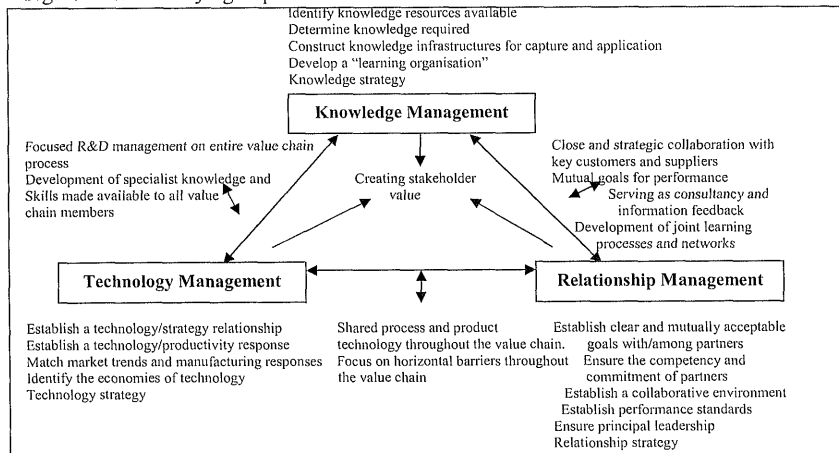 Identify knowledge resources available
Determine knowledge required
Construct knowledge infrastructures for capture and application
Develop a “learning organisation”
Knowledge strategy
Knowledge Management
Focused R&D management on entire value chain
process
Development of specialist knowledge and
Skills made available to all value
chain members
Creating stakeholder
value
Close and strategic collaboration with
key customers and suppliers
Mutual goals for performance
Serving as consultancy and
information feedback
Development of joint learning
processes and networks
Technology Management
Relationship Management
Establish a technology/strategy relationship
Establish a technology/productivity response
Match market trends and manufacturing responses
Identify the economies of technology
Technology strategy
Shared process and product
technology throughout the value chain.
Focus on horizontal barriers throughout
the value chain
Establish clear and mutually acceptable
goals with/among partners
Ensure the competency and
commitment of partners
Establish a collaborative environment
Establish performance standards
Ensure principal leadership
Relationship strategy